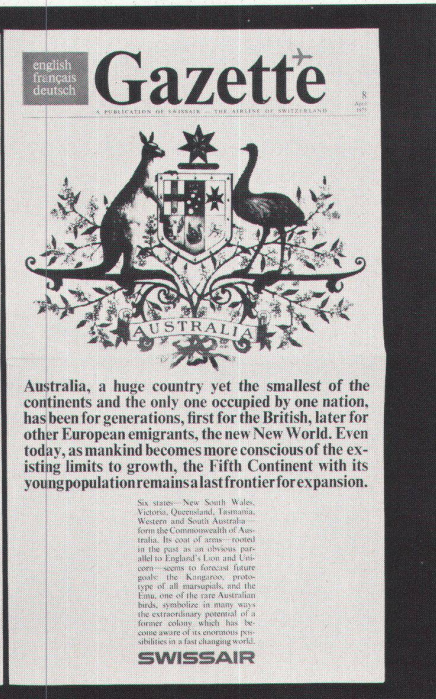 english
français
deutsch
Gazette
8
April
A PUBLICATION OF SWISSAIR – THE AIRLINE OF SWITZERLAND
AUSTRALIA
Australia, a huge country yet the smallest of the
continents and the only one occupied by one nation,
has been for generations, first for the British, later for
other European emigrants, the new New World. Even
today, as mankind becomes more conscious of the ex-
isting limits to growth, the Fifth Continent with its
young population remains a last frontier for expansion.
Six states—New South Wales,
Victoria, Queensland, Tasmania,
Western and South Australia—
form the Commonwealth of Aus-
tralia. Its coat of arms—rooted
in the past as an obvious par-
allel to England's Lion and Uni-
corn—seems to forecast future
goals: the Kangaroo, proto-
type of all marsupials, and the
Emu, one of the rare Australian
birds, symbolize in many ways
the extraordinary potential of a
former colony which has be-
come aware of its enormous pos-
sibilities in a fast changing world.
SWISSAIR